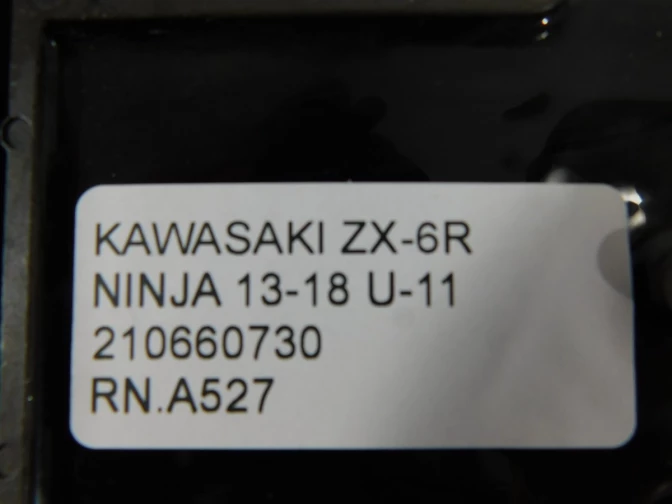 KAWASAKI ZX-6R
NINJA 13-18 U-11
210660730
RN.A527